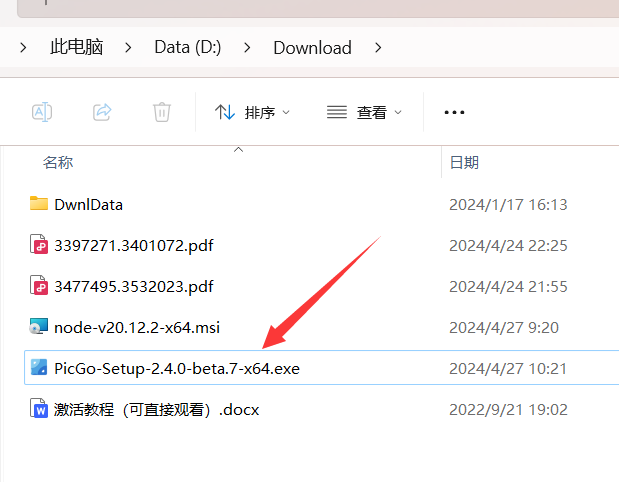 此电脑 Data (D:) Download
排序 查看
名称 日期
DwnlData 2024/1/17 16:13
3397271.3401072.pdf 2024/4/24 22:25
3477495.3532023.pdf 2024/4/24 21:55
node-v20.12.2-x64.msi 2024/4/27 9:20
PicGo-Setup-2.4.0-beta.7-x64.exe 2024/4/27 10:21
激活教程（可直接观看）.docx 2022/9/21 19:02